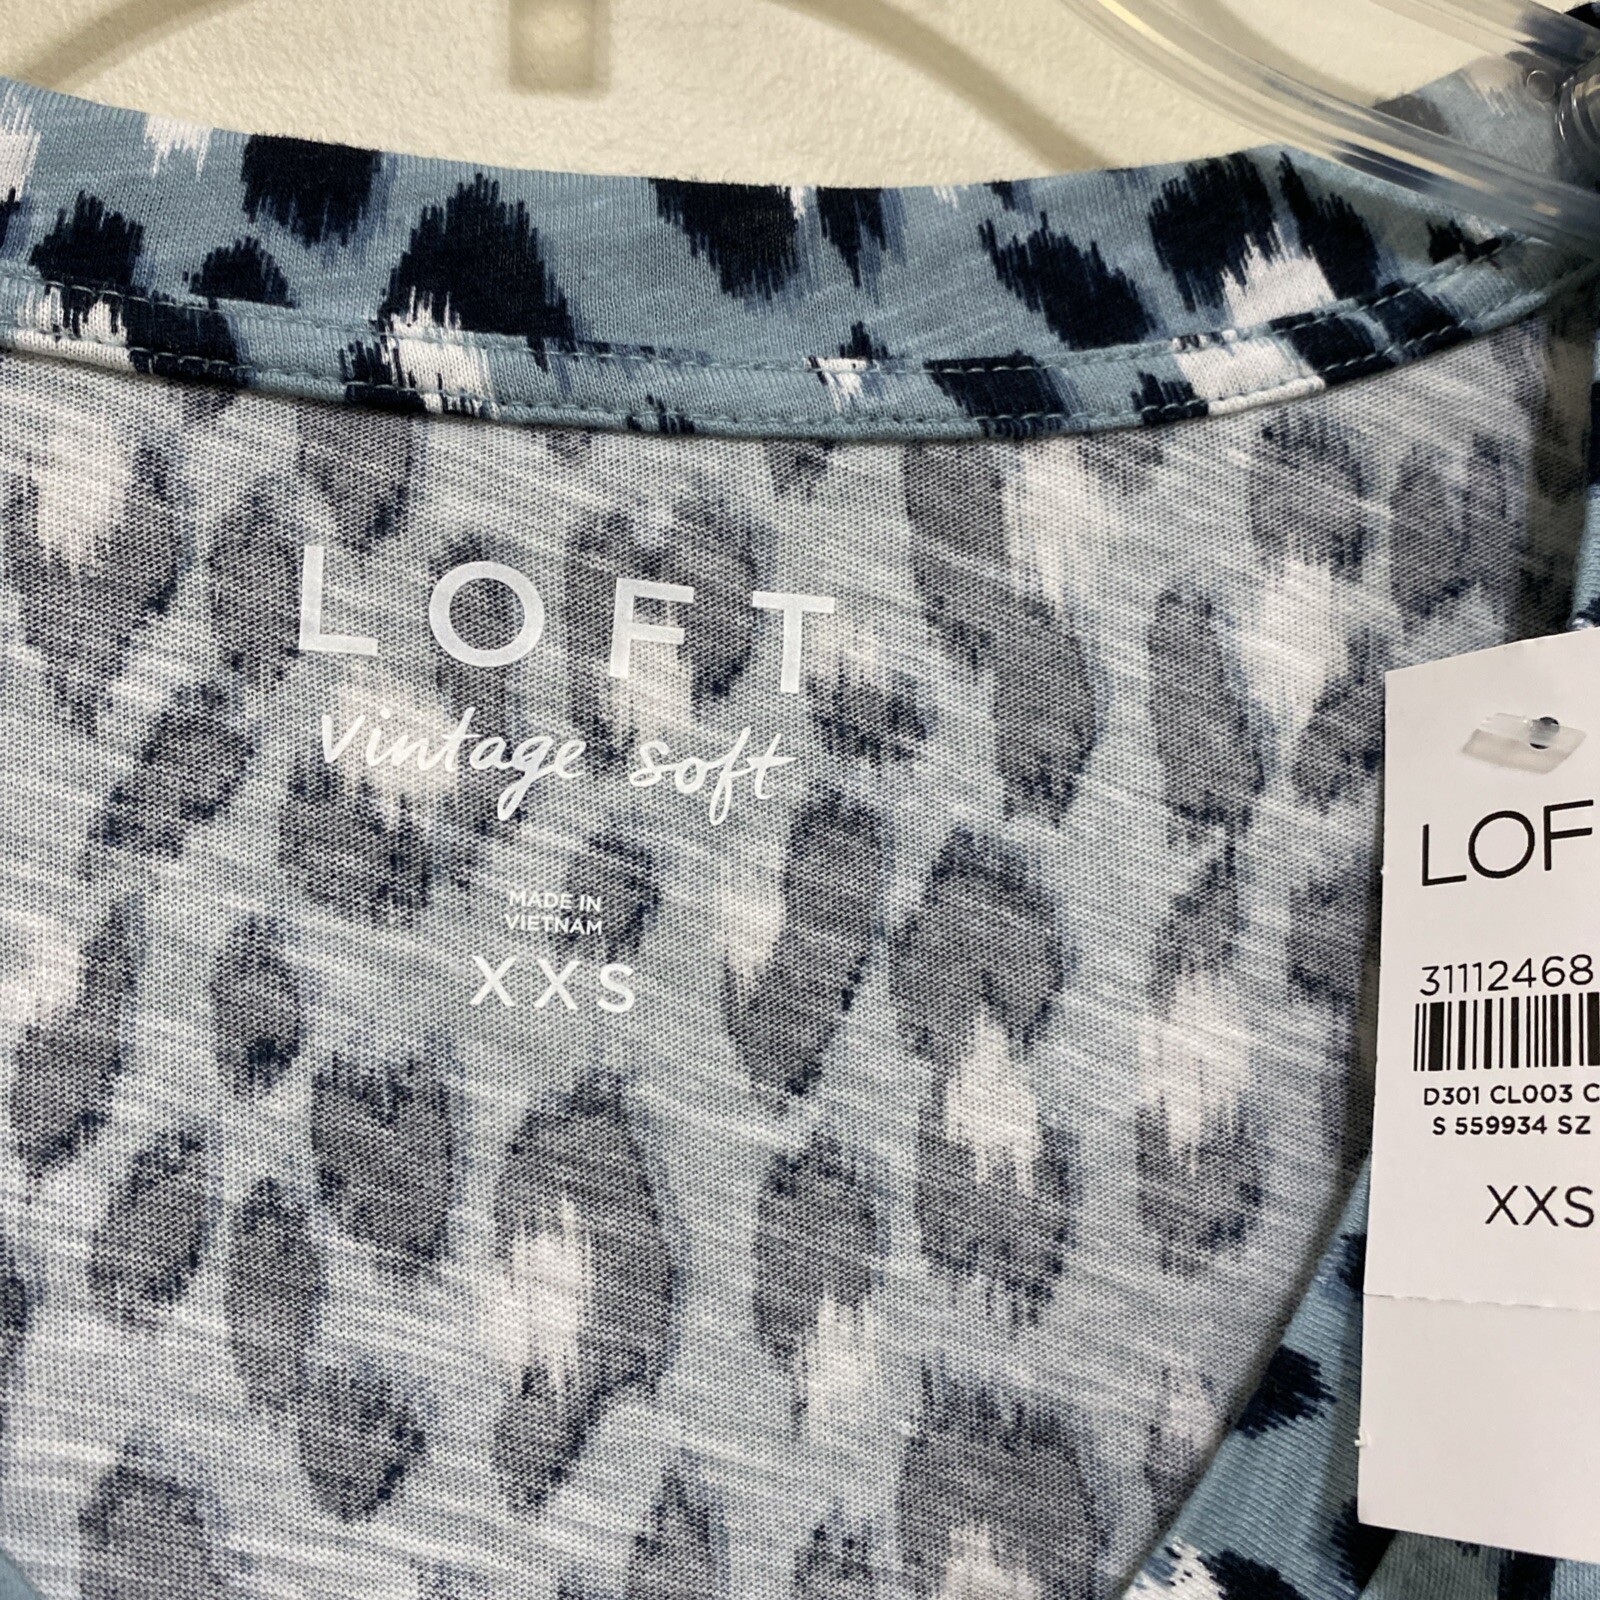 LOFT
vintage soft
MADE IN
VIETNAM
XXS
LOF
31112468
D301 CL003 C
S 559934 SZ
XXS